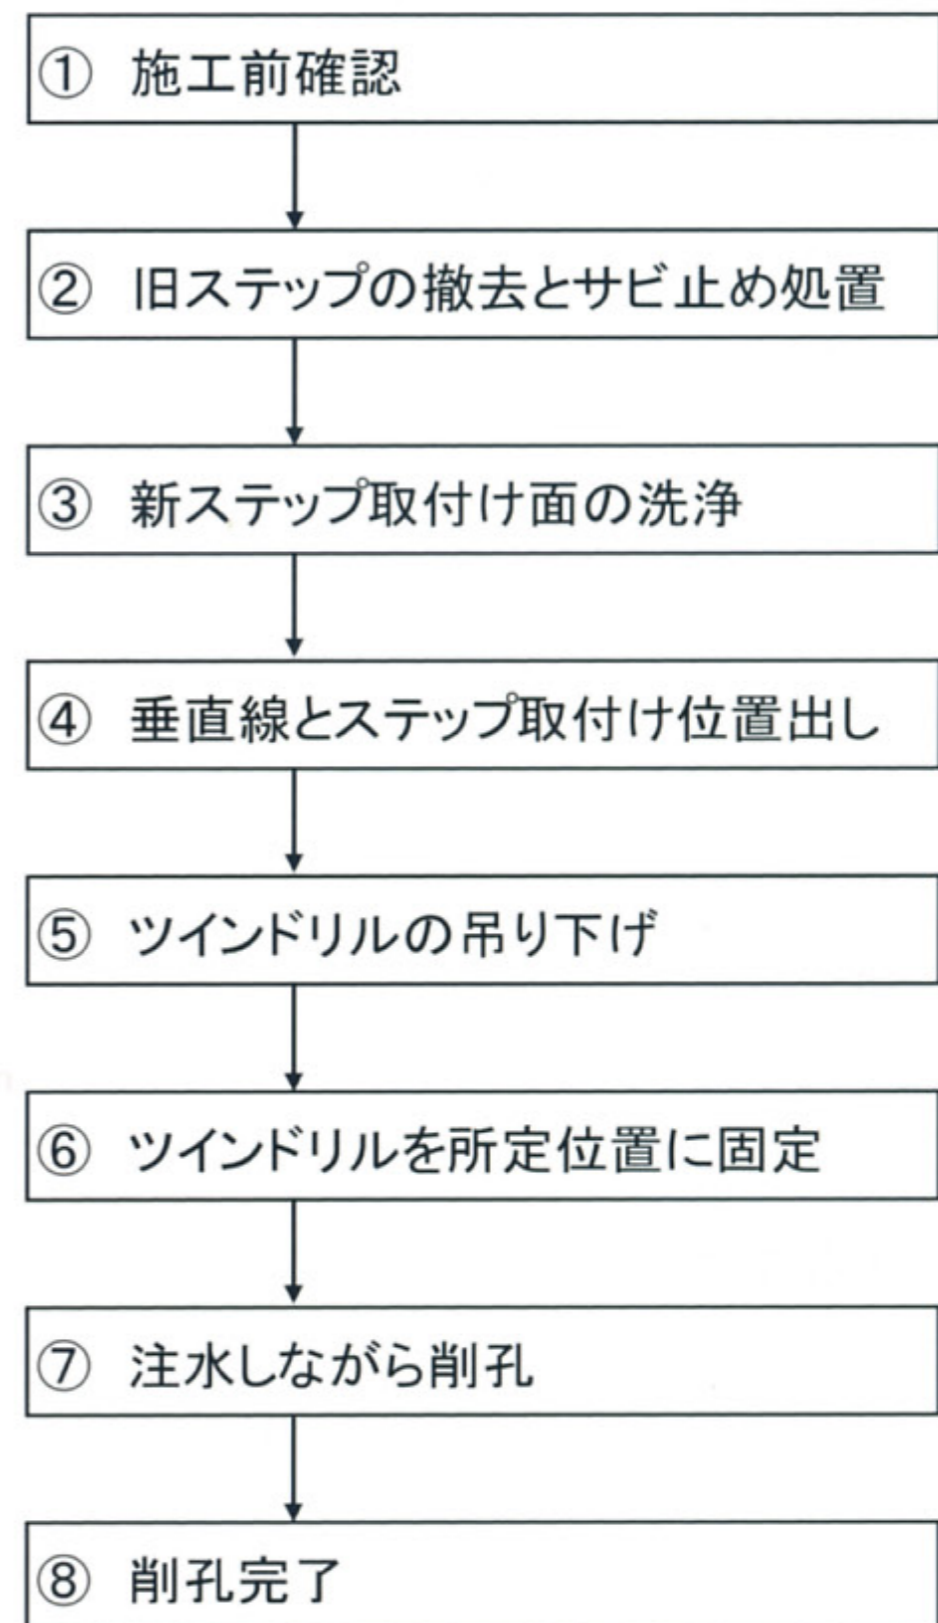 ① 施工前確認
② 旧ステップの撤去とサビ止め処置
③ 新ステップ取付け面の洗浄
④ 垂直線とステップ取付け位置出し
⑤ ツインドリルの吊り下げ
⑥ ツインドリルを所定位置に固定
⑦ 注水しながら削孔
⑧ 削孔完了